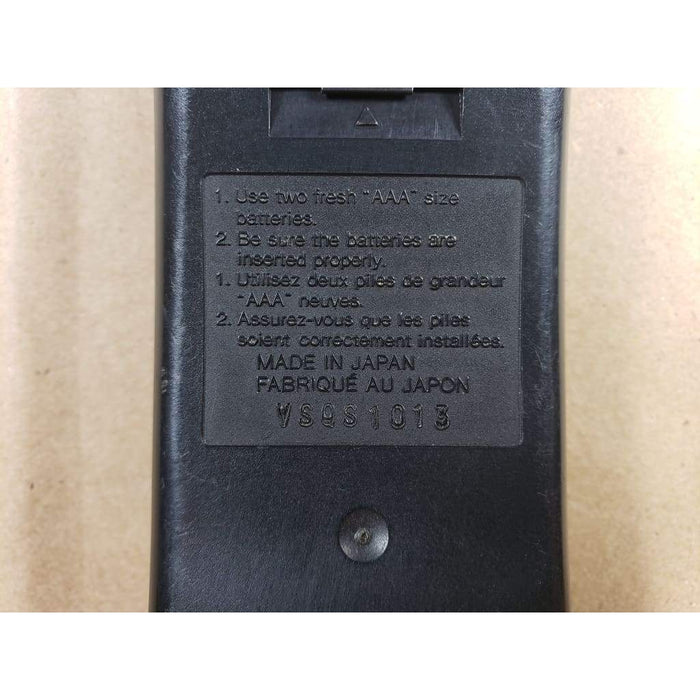 1. Use two fresh "AAA" size
batteries.
2. Be sure the batteries are
inserted properly.
1. Utilisez deux piles de grandeur
"AAA" neuves.
2. Assurez-vous que les piles
soient correctement installées.
MADE IN JAPAN
FABRIQUÉ AU JAPON
VSQS1013